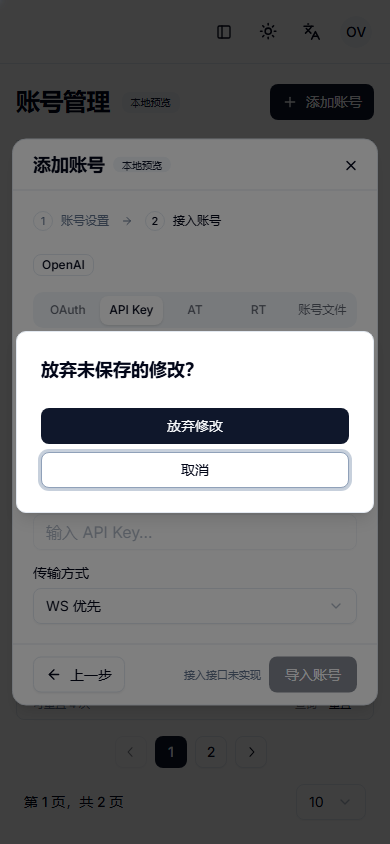 OV
账号管理 本地预览
+ 添加账号
添加账号 本地预览
1 账号设置 → 2 接入账号
OpenAI
OAuth API Key AT RT 账号文件
放弃未保存的修改？
放弃修改
取消
输入 API Key...
传输方式
WS 优先
← 上一步
接入接口未实现
导入账号
1 2
第 1 页，共 2 页
10